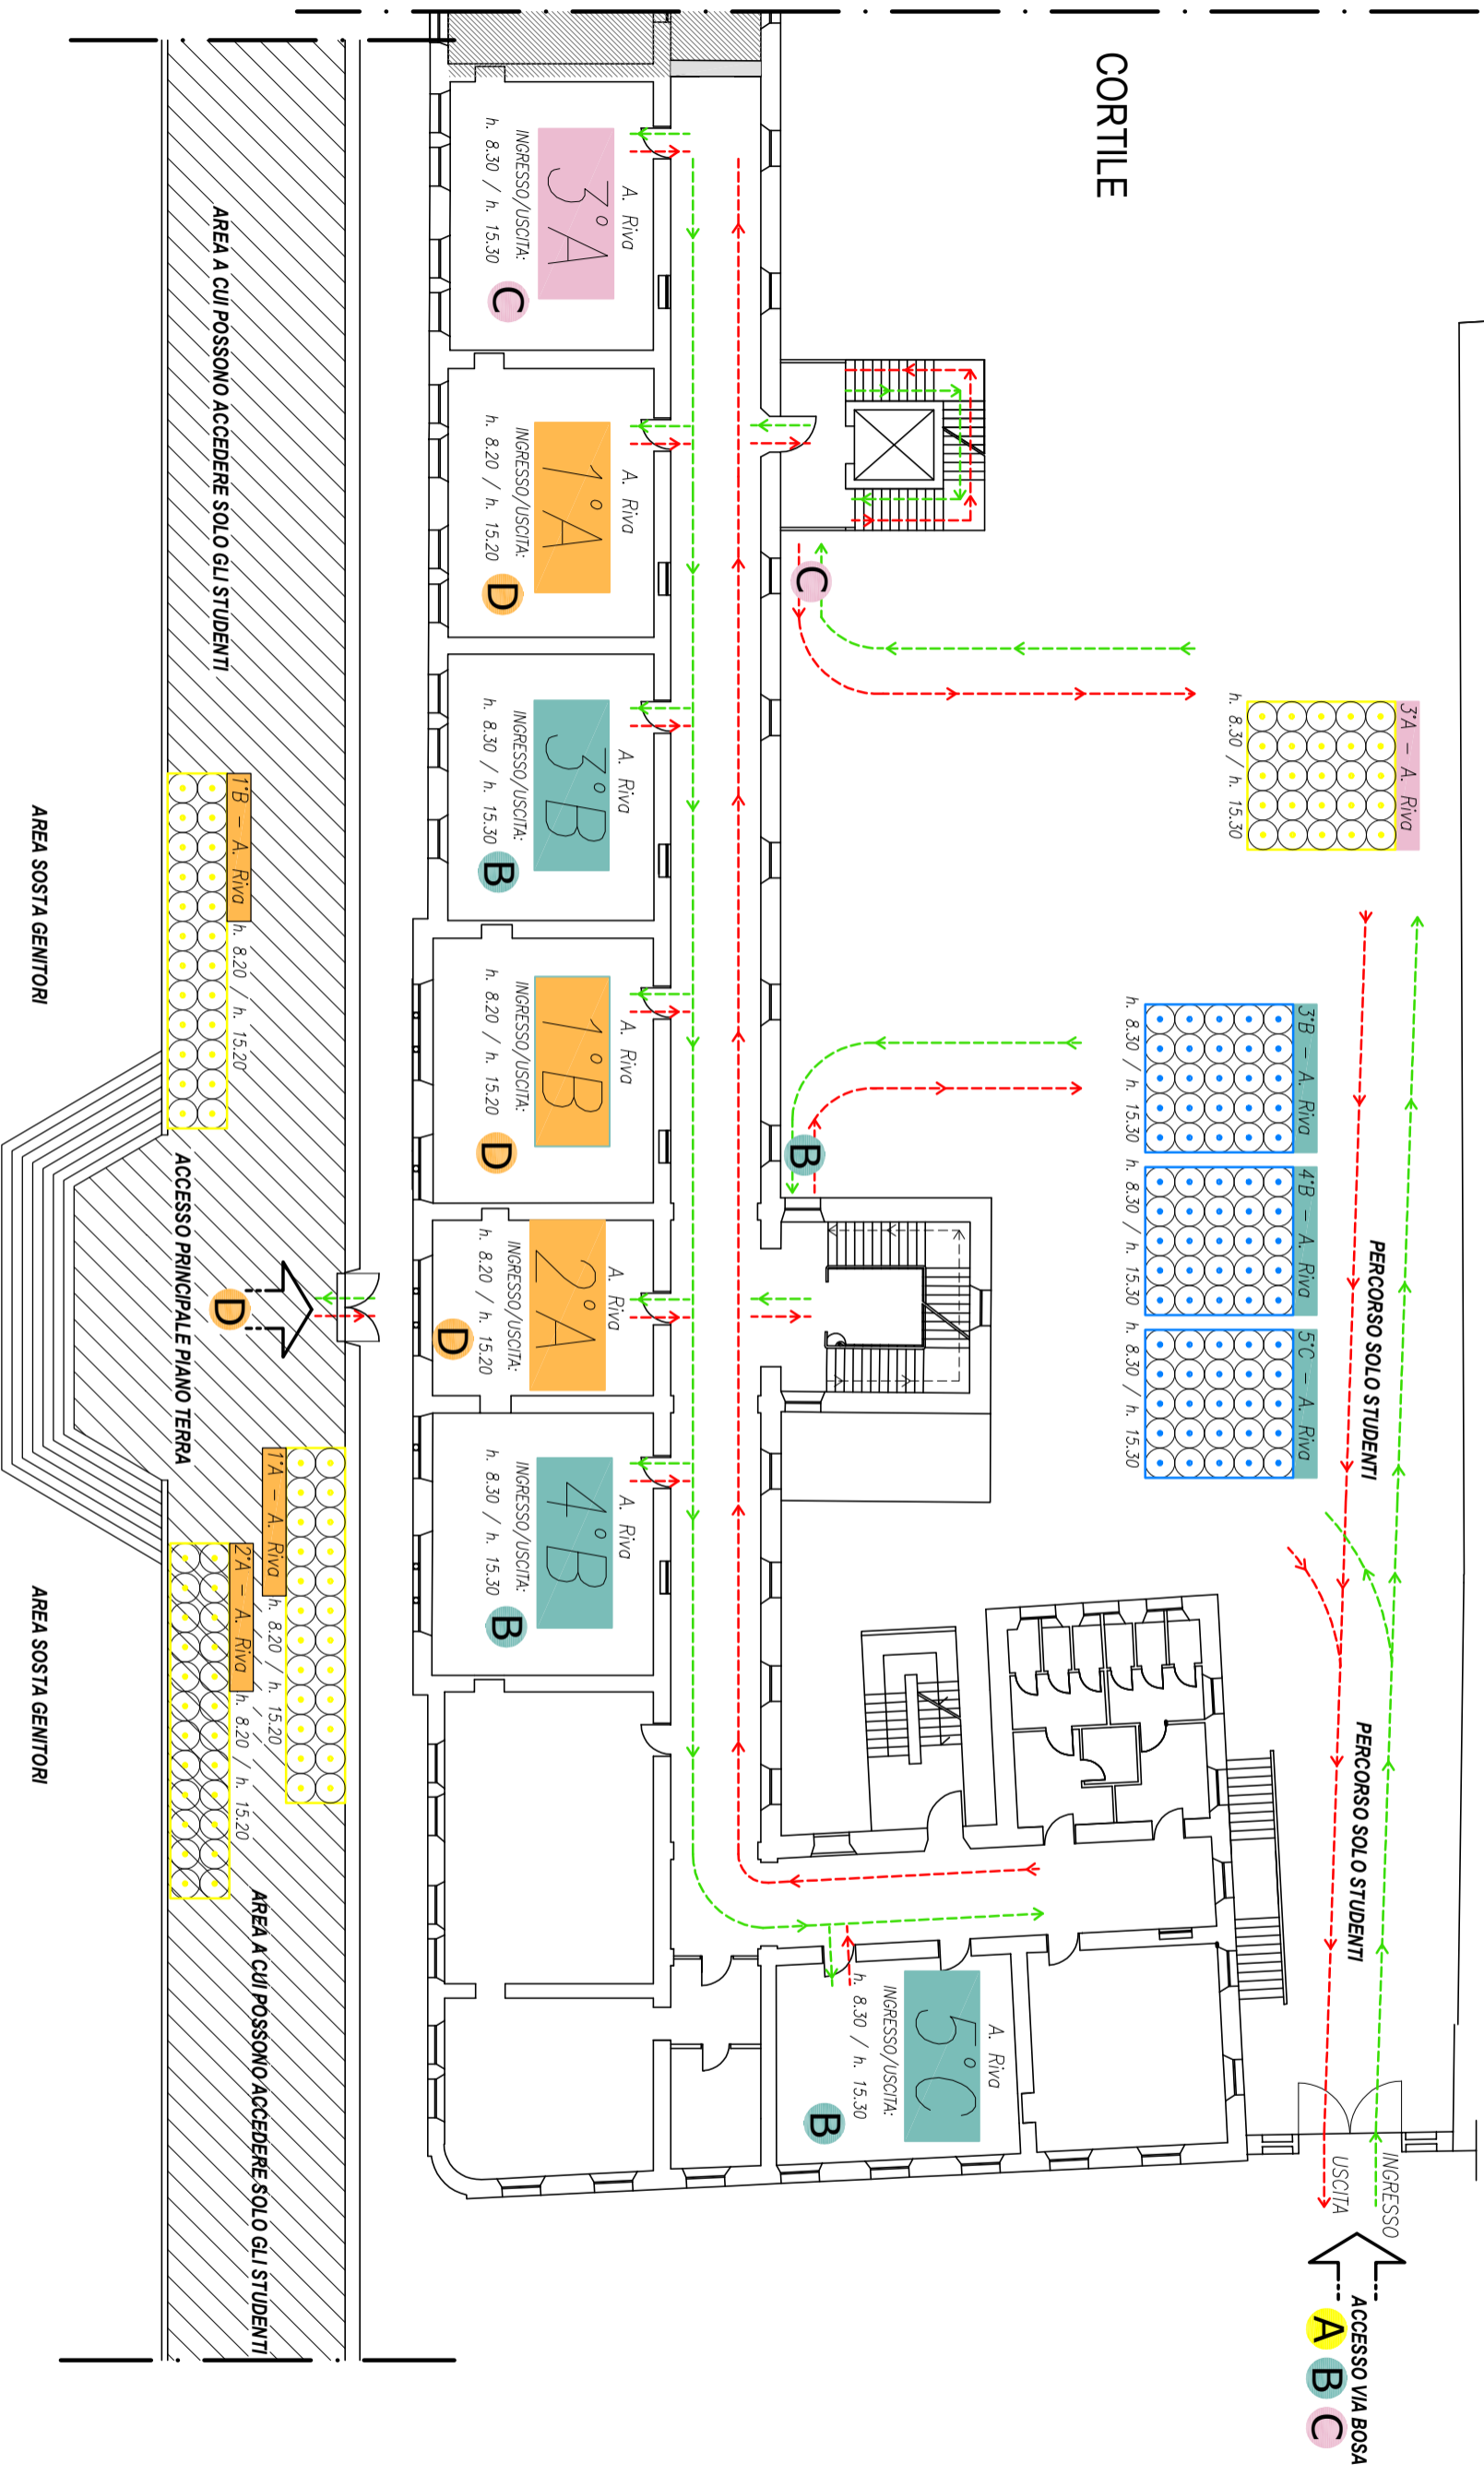 CORTILE
3°A – A. Riva
h. 8.30 / h. 15.30
3°B – A. Riva
h. 8.30 / h. 15.30
4°B – A. Riva
h. 8.30 / h. 15.30
5°C – A. Riva
h. 8.30 / h. 15.30
PERCORSO SOLO STUDENTI
PERCORSO SOLO STUDENTI
INGRESSO
USCITA
ACCESSO VIA BOSA
A B C
C
B
A. Riva
3°A
INGRESSO/USCITA:
h. 8.30 / h. 15.30
C
A. Riva
1°A
INGRESSO/USCITA:
h. 8.20 / h. 15.20
D
A. Riva
3°B
INGRESSO/USCITA:
h. 8.30 / h. 15.30
B
A. Riva
1°B
INGRESSO/USCITA:
h. 8.20 / h. 15.20
D
A. Riva
2°A
INGRESSO/USCITA:
h. 8.20 / h. 15.20
D
A. Riva
4°B
INGRESSO/USCITA:
h. 8.30 / h. 15.30
B
A. Riva
5°C
INGRESSO/USCITA:
h. 8.30 / h. 15.30
B
AREA A CUI POSSONO ACCEDERE SOLO GLI STUDENTI
1°B – A. Riva h. 8.20 / h. 15.20
D
ACCESSO PRINCIPALE PIANO TERRA
1°A – A. Riva h. 8.20 / h. 15.20
2°A – A. Riva h. 8.20 / h. 15.20
AREA A CUI POSSONO ACCEDERE SOLO GLI STUDENTI
AREA SOSTA GENITORI
AREA SOSTA GENITORI